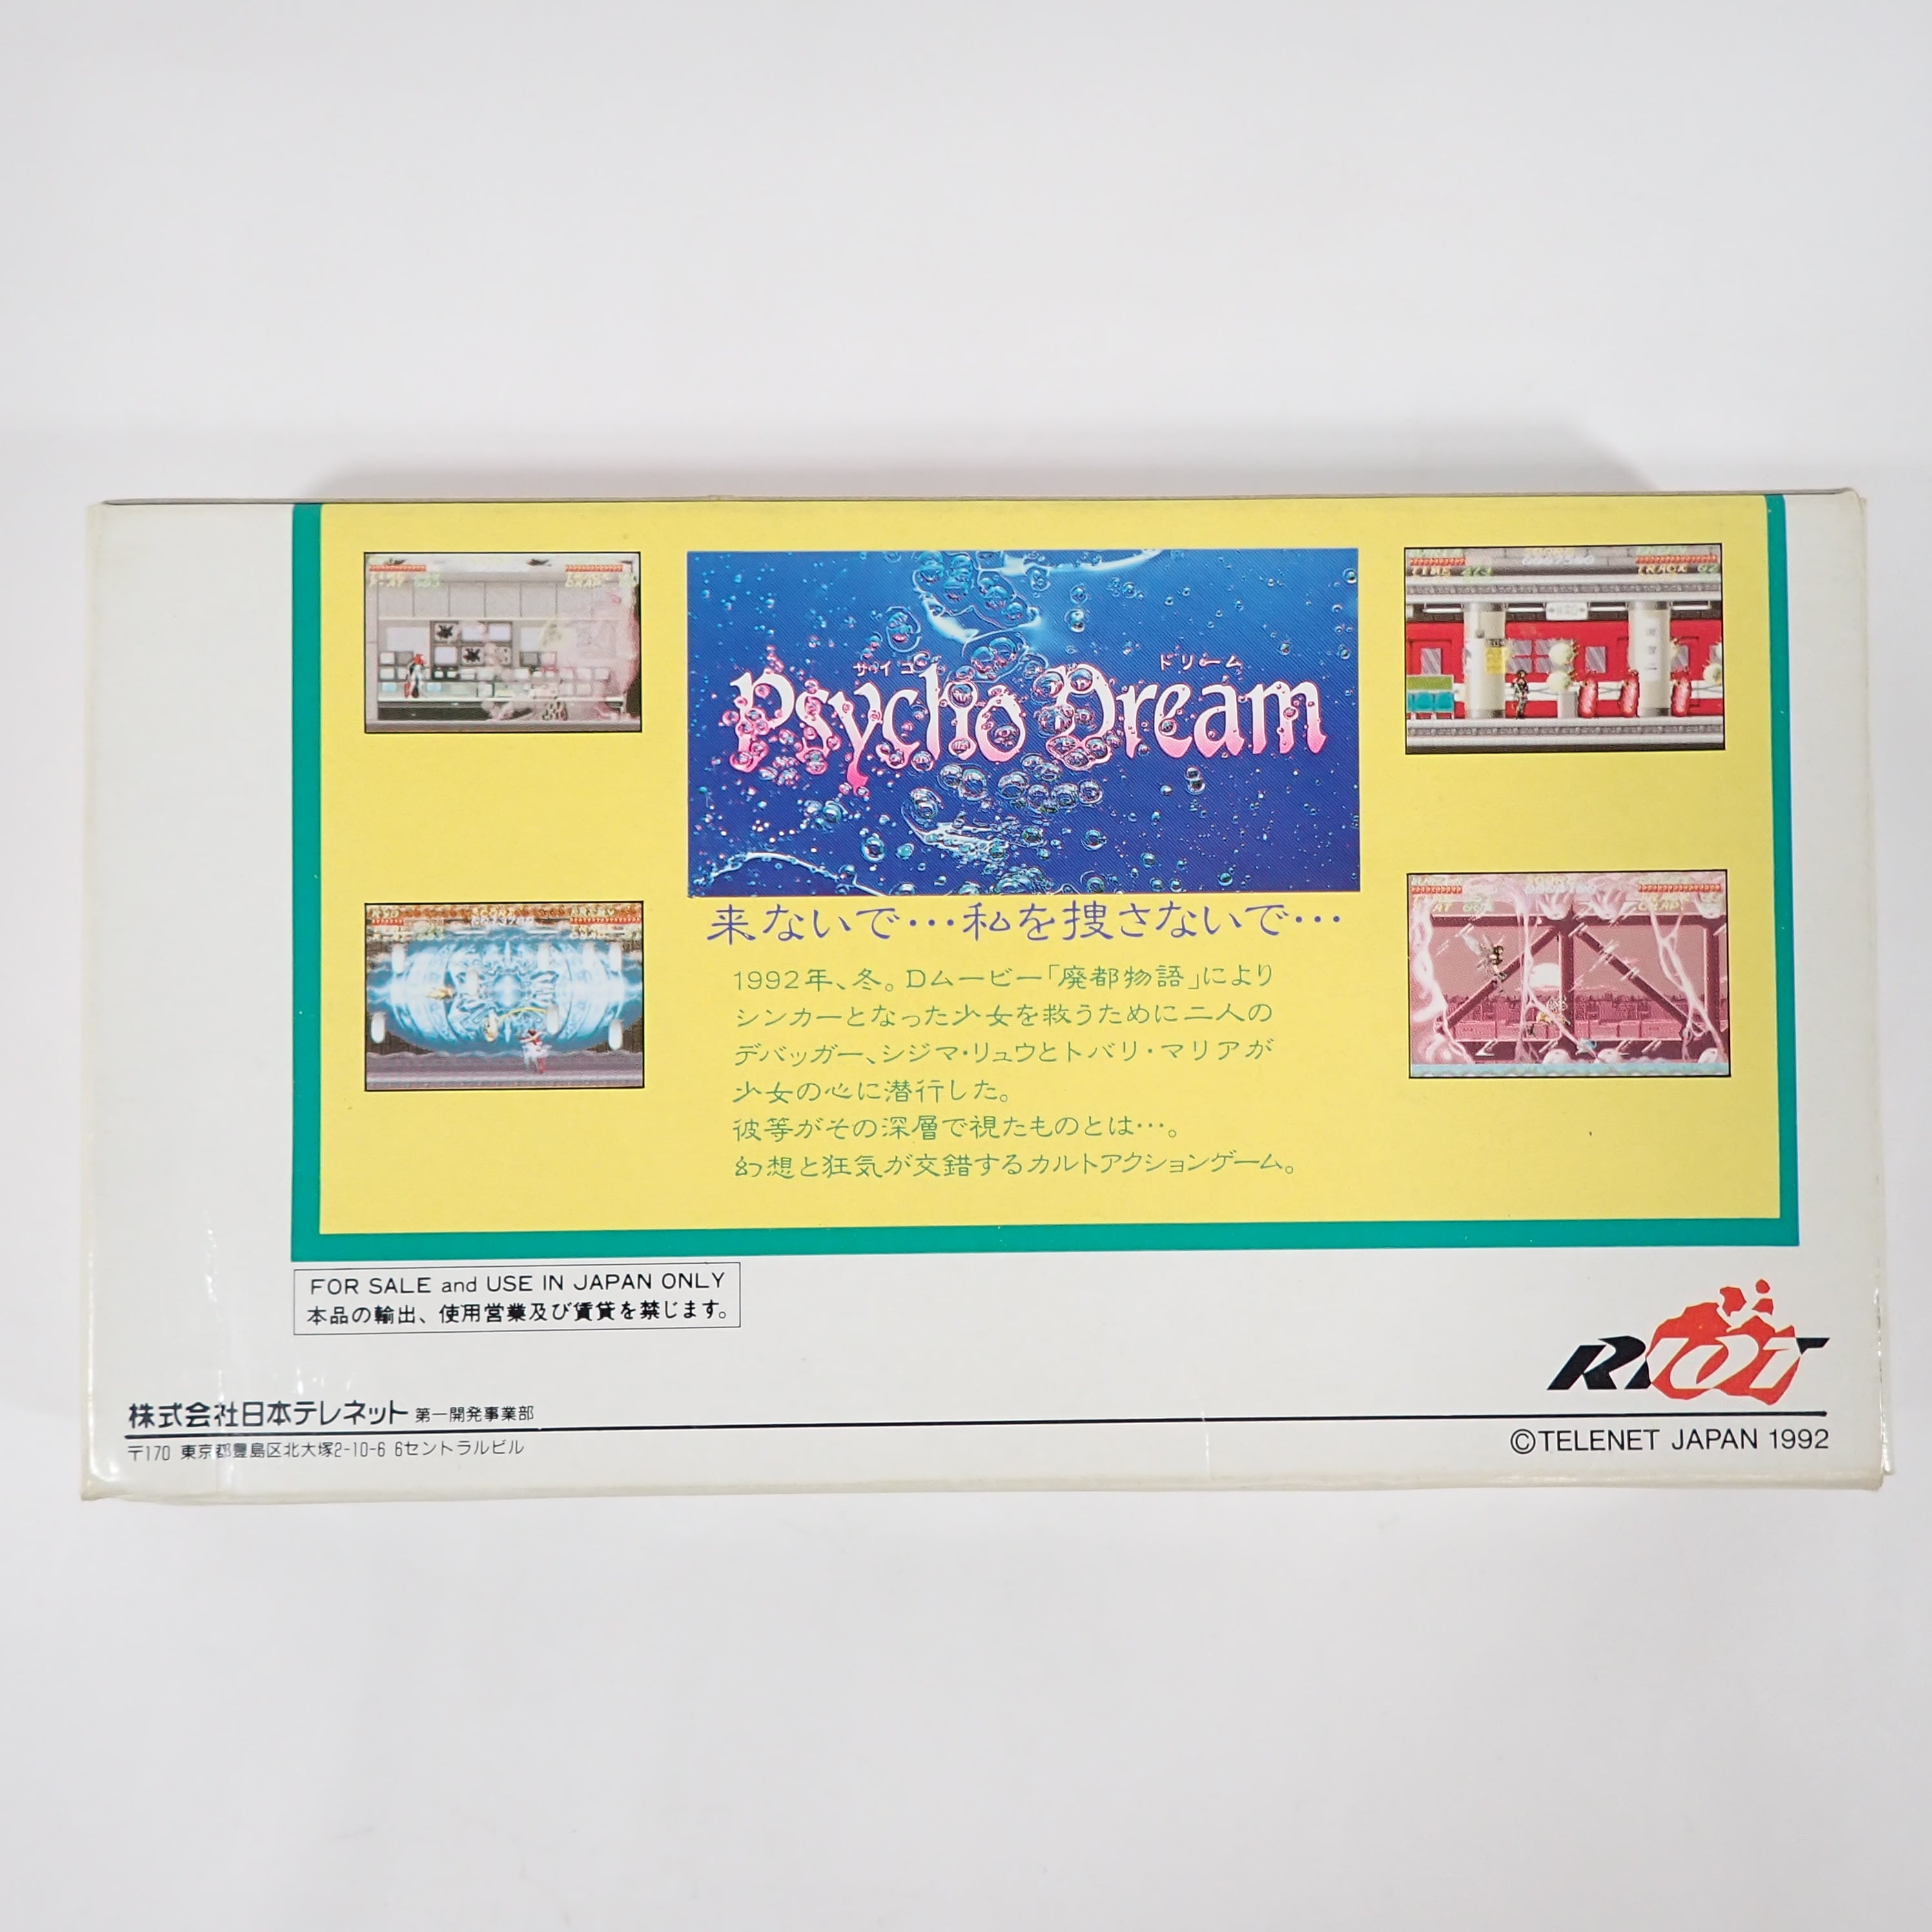 サイコ ドリーム
Psycho Dream
来ないで…私を捜さないで…
1992年、冬。Dムービー「廃都物語」により
シンカーとなった少女を救うために二人の
デバッガー、シジマ・リュウとトバリ・マリアが
少女の心に潜行した。
彼等がその深層で視たものとは…。
幻想と狂気が交錯するカルトアクションゲーム。
FOR SALE and USE IN JAPAN ONLY
本品の輸出、使用営業及び賃貸を禁じます。
RIOT
株式会社日本テレネット 第一開発事業部
〒170 東京都豊島区北大塚2-10-6 6セントラルビル
©TELENET JAPAN 1992